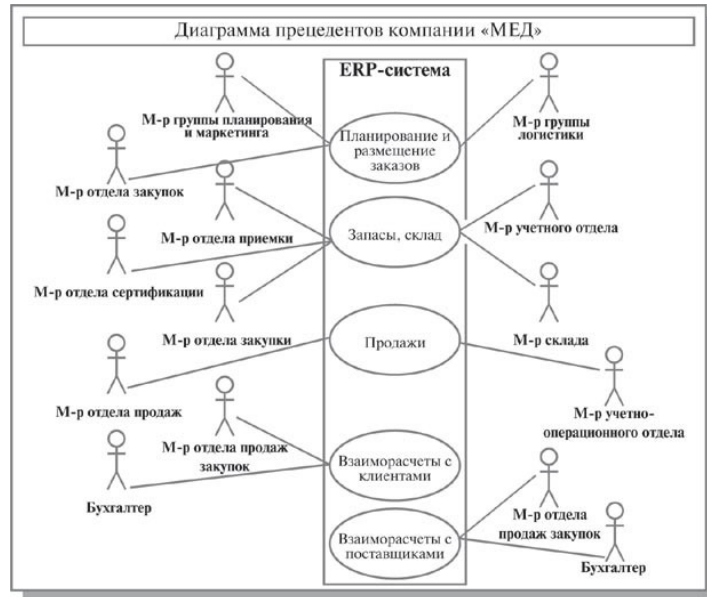 Диаграмма прецедентов компании «МЕД»
ERP-система
М-р группы планирования
и маркетинга
Планирование и
размещение
заказов
М-р группы
логистики
М-р отдела закупок
М-р отдела приемки
Запасы, склад
М-р учетного отдела
М-р отдела сертификации
М-р отдела закупки
Продажи
М-р склада
М-р отдела продаж
М-р учетно-
операционного отдела
М-р отдела продаж
закупок
Взаиморасчеты с
клиентами
Бухгалтер
М-р отдела
продаж закупок
Взаиморасчеты с
поставщиками
Бухгалтер